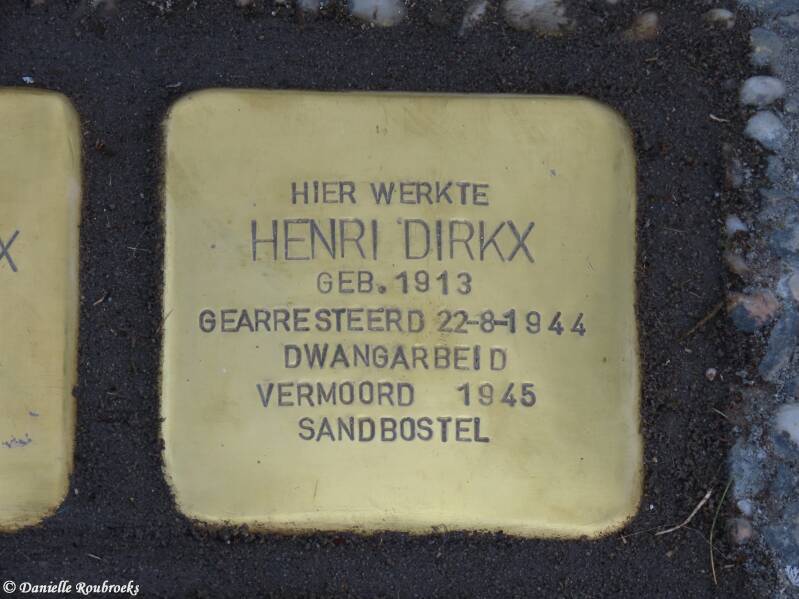 HIER WERKTE
HENRI DIRKX
GEB. 1913
GEARRESTEERD 22-8-1944
DWANGARBEID
VERMOORD 1945
SANDBOSTEL
X
© Danielle Roubroeks